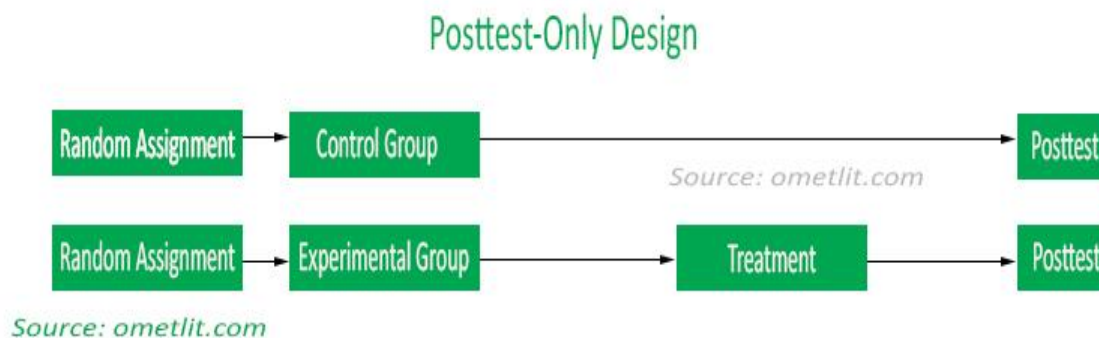 Posttest-Only Design
Random Assignment
Control Group
Posttest
Source: ometlit.com
Random Assignment
Experimental Group
Treatment
Posttest
Source: ometlit.com